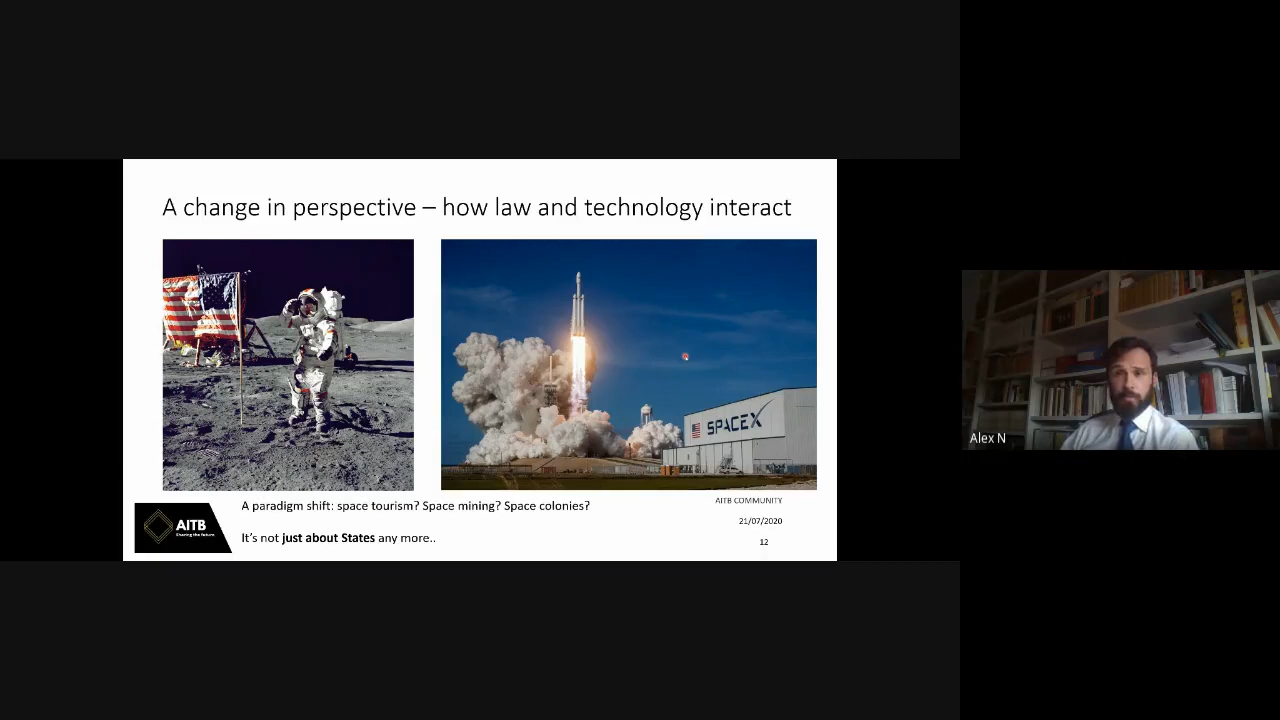 A change in perspective – how law and technology interact
SPACEX
A paradigm shift: space tourism? Space mining? Space colonies?
It's not just about States any more..
AITB
Sharing the future
AITB COMMUNITY
21/07/2020
12
Alex N